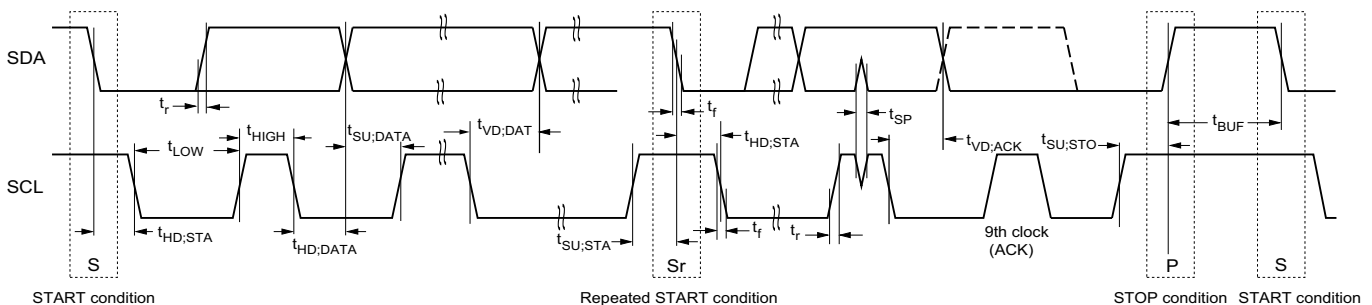 SDA
t_r
t_f
t_SP
t_HIGH
t_SU;DATA
t_VD;DAT
t_HD;STA
t_BUF
t_LOW
t_VD;ACK
t_SU;STO
SCL
t_HD;STA
t_HD;DATA
t_SU;STA
t_f
t_r
9th clock
(ACK)
S
Sr
P
S
START condition
Repeated START condition
STOP condition
START condition